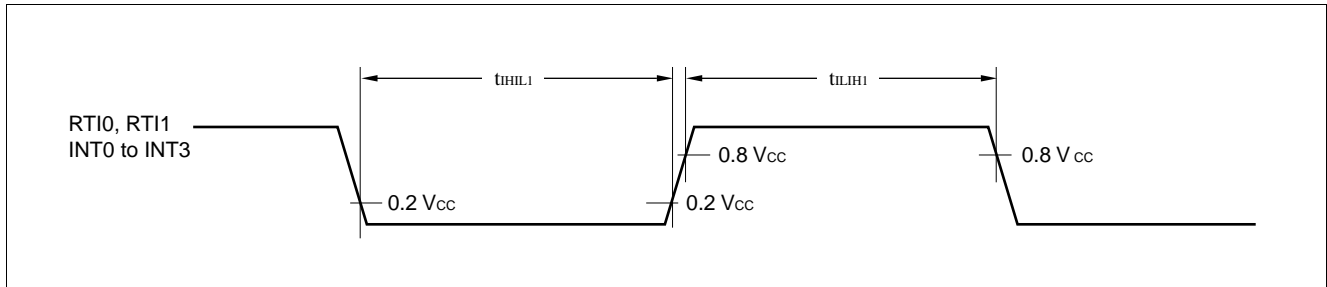 tIHIL1
tILIH1
RTI0, RTI1
INT0 to INT3
0.8 VCC
0.8 VCC
0.2 VCC
0.2 VCC